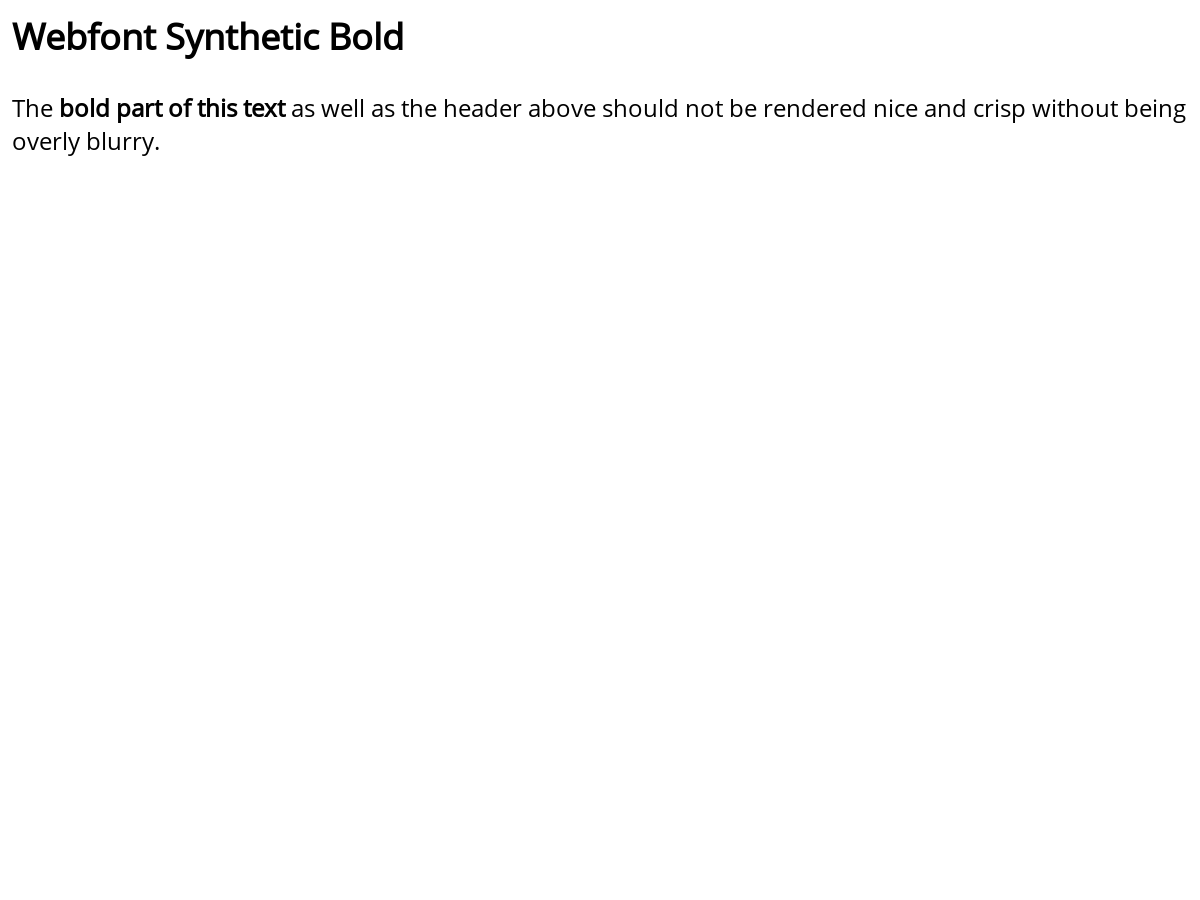 Webfont Synthetic Bold
The bold part of this text as well as the header above should not be rendered nice and crisp without being
overly blurry.